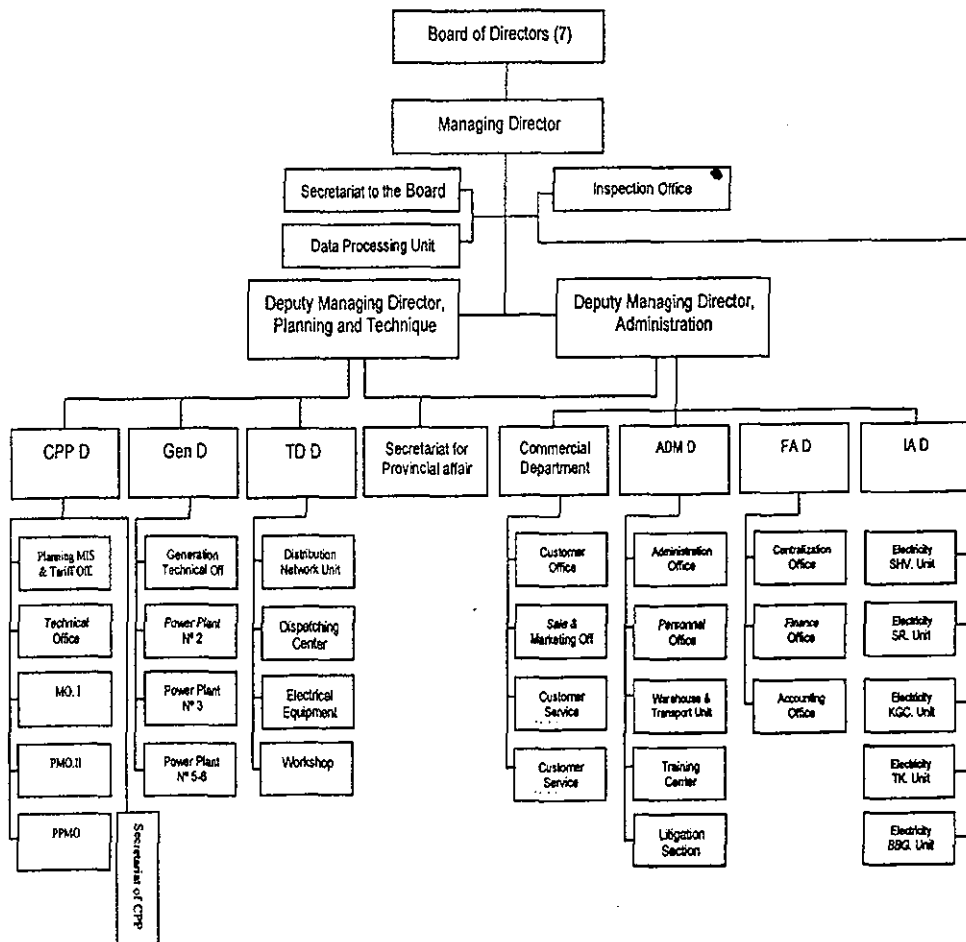 Board of Directors (7)
Managing Director
Secretariat to the Board
Inspection Office
Data Processing Unit
Deputy Managing Director,
Planning and Technique
Deputy Managing Director,
Administration
CPP D
Gen D
TD D
Secretariat for
Provincial affair
Commercial
Department
ADM D
FA D
IA D
Planning MIS
& Tariff Off.
Technical
Office
MO. I
PMO.II
PPMO
Secretariat of CPP
Generation
Technical Off
Power Plant
Nº 2
Power Plant
Nº 3
Power Plant
Nº 5-6
Distribution
Network Unit
Dispatching
Center
Electrical
Equipment
Workshop
Customer
Office
Sale &
Marketing Off
Customer
Service
Customer
Service
Administration
Office
Personnel
Office
Warehouse &
Transport Unit
Training
Center
Litigation
Section
Centralization
Office
Finance
Office
Accounting
Office
Electricity
SHV. Unit
Electricity
SR. Unit
Electricity
KGC. Unit
Electricity
TK. Unit
Electricity
BBG. Unit